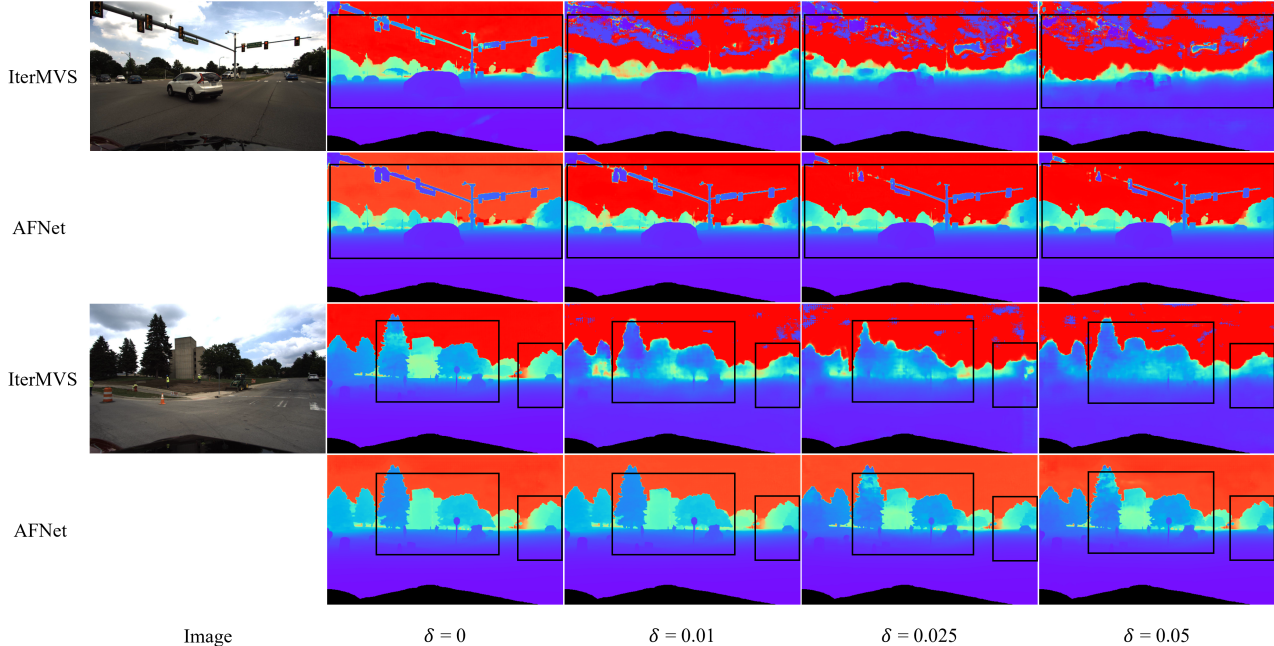 IterMVS
AFNet
IterMVS
AFNet
Image δ = 0 δ = 0.01 δ = 0.025 δ = 0.05